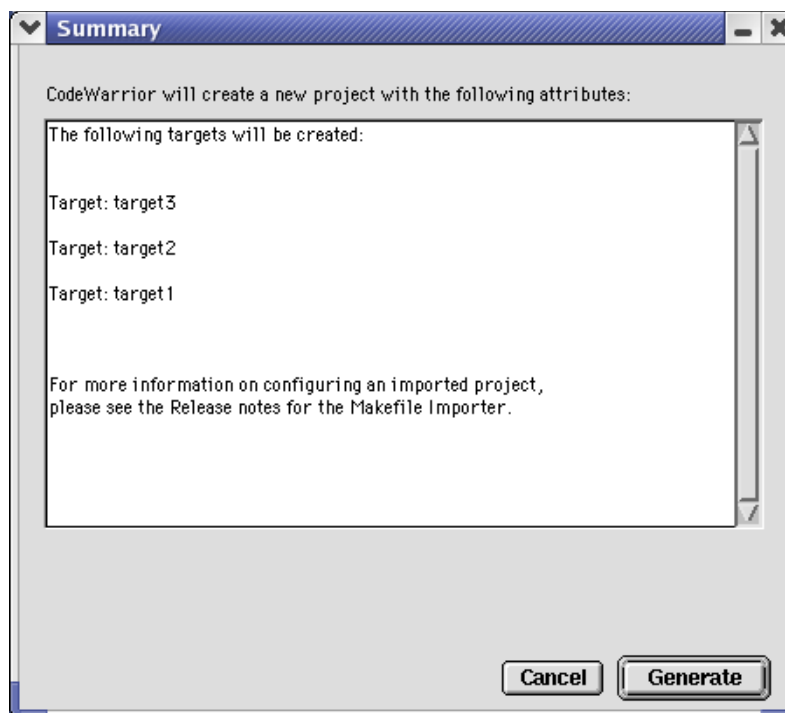 Summary
CodeWarrior will create a new project with the following attributes:
The following targets will be created:
Target: target3
Target: target2
Target: target1
For more information on configuring an imported project,
please see the Release notes for the Makefile Importer.
Cancel Generate